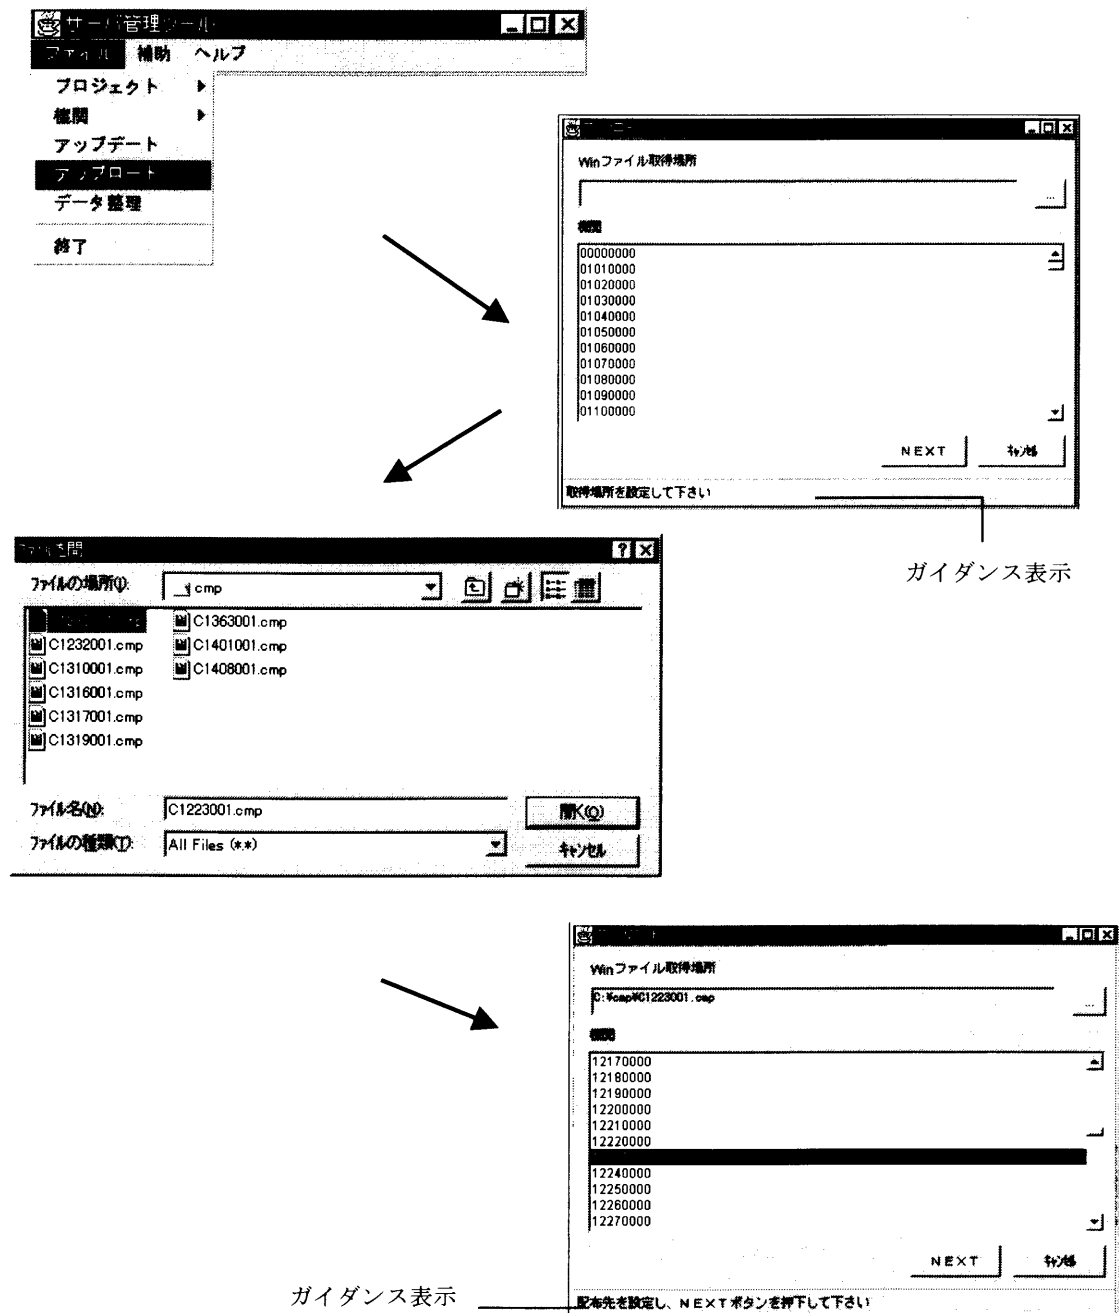 サーバ管理ツール
ファイル 補助 ヘルプ
プロジェクト
機関
アップデート
アップロード
データ整理
終了
Winファイル取得場所
...
機関
00000000
01010000
01020000
01030000
01040000
01050000
01060000
01070000
01080000
01090000
01100000
NEXT ｷｬﾝｾﾙ
取得場所を設定して下さい
ガイダンス表示
ファイルの場所(I): cmp
C1363001.cmp
C1232001.cmp C1401001.cmp
C1310001.cmp C1408001.cmp
C1316001.cmp
C1317001.cmp
C1319001.cmp
ファイル名(N): C1223001.cmp 開く(O)
ファイルの種類(T): All Files (*.*) キャンセル
Winファイル取得場所
C:¥cmp¥C1223001.cmp ...
機関
12170000
12180000
12190000
12200000
12210000
12220000
12240000
12250000
12260000
12270000
NEXT ｷｬﾝｾﾙ
ガイダンス表示
配布先を設定し、NEXTボタンを押下して下さい